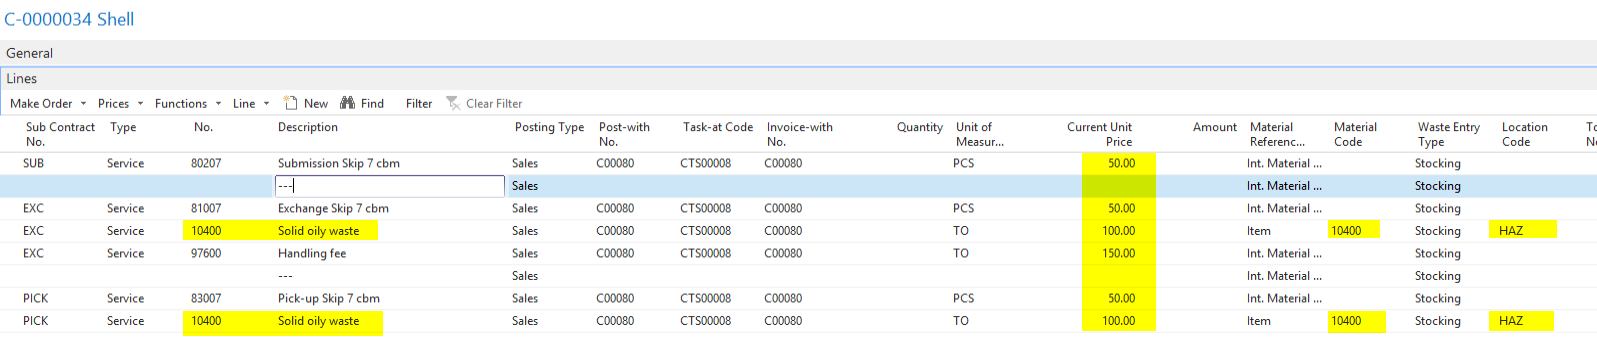 C-0000034 Shell
General
Lines
Make Order Prices Functions Line New Find Filter Clear Filter
Sub Contract No. Type No. Description Posting Type Post-with No. Task-at Code Invoice-with No. Quantity Unit of Measur... Current Unit Price Amount Material Referenc... Material Code Waste Entry Type Location Code To No
SUB Service 80207 Submission Skip 7 cbm Sales C00080 CTS00008 C00080 PCS 50.00 Int. Material ... Stocking
--- Sales Int. Material ... Stocking
EXC Service 81007 Exchange Skip 7 cbm Sales C00080 CTS00008 C00080 PCS 50.00 Int. Material ... Stocking
EXC Service 10400 Solid oily waste Sales C00080 CTS00008 C00080 TO 100.00 Item 10400 Stocking HAZ
EXC Service 97600 Handling fee Sales C00080 CTS00008 C00080 TO 150.00 Int. Material ... Stocking
--- Sales Int. Material ... Stocking
PICK Service 83007 Pick-up Skip 7 cbm Sales C00080 CTS00008 C00080 PCS 50.00 Int. Material ... Stocking
PICK Service 10400 Solid oily waste Sales C00080 CTS00008 C00080 TO 100.00 Item 10400 Stocking HAZ